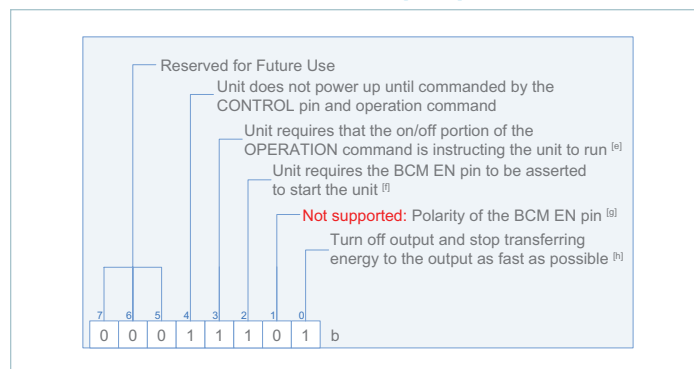 Reserved for Future Use
Unit does not power up until commanded by the
CONTROL pin and operation command
Unit requires that the on/off portion of the
OPERATION command is instructing the unit to run [e]
Unit requires the BCM EN pin to be asserted
to start the unit [f]
Not supported: Polarity of the BCM EN pin [g]
Turn off output and stop transferring
energy to the output as fast as possible [h]
7 6 5 4 3 2 1 0
0 0 0 1 1 1 0 1 b